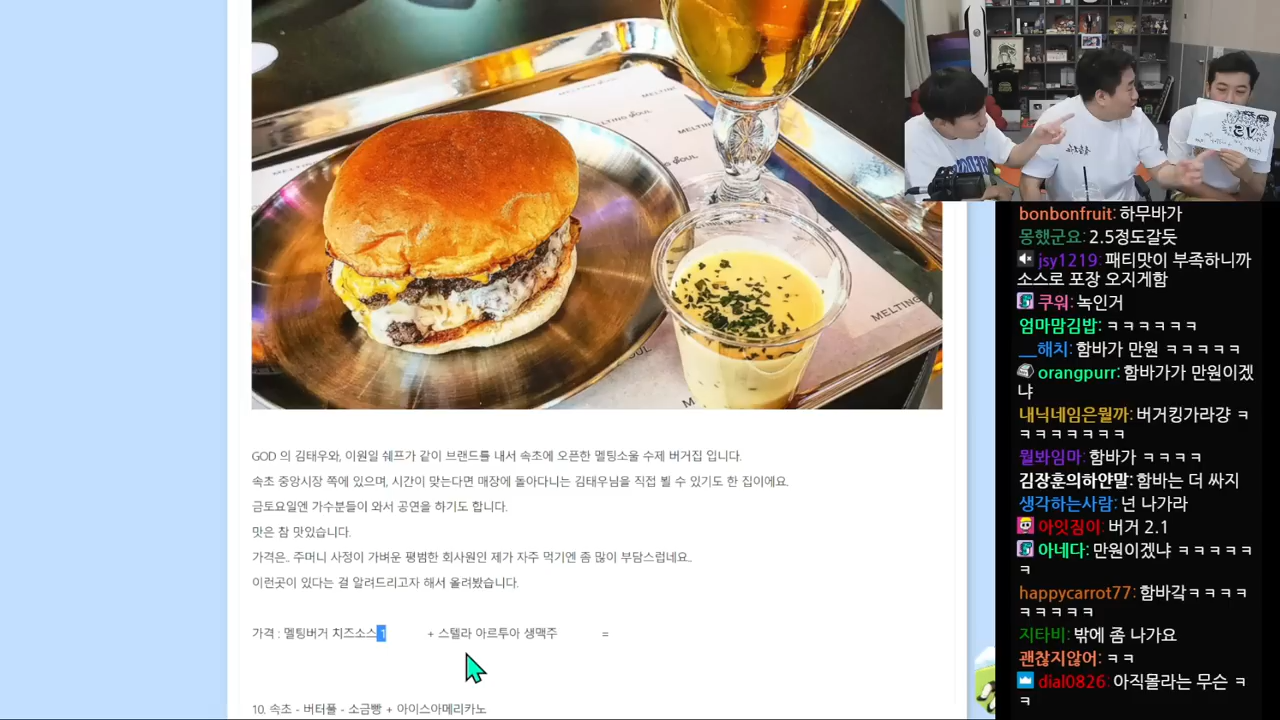 MELTING SOUL
MELTING
GOD 의 김태우와, 이원일 쉐프가 같이 브랜드를 내서 속초에 오픈한 멜팅소울 수제 버거집 입니다.
속초 중앙시장 쪽에 있으며, 시간이 맞는다면 매장에 돌아다니는 김태우님을 직접 뵐 수 있기도 한 집이에요.
금토요일엔 가수분들이 와서 공연을 하기도 합니다.
맛은 참 맛있습니다.
가격은.. 주머니 사정이 가벼운 평범한 회사원인 제가 자주 먹기엔 좀 많이 부담스럽네요..
이런곳이 있다는 걸 알려드리고자 해서 올려봤습니다.
가격 : 멜팅버거 치즈소스 1 + 스텔라 아르투아 생맥주 =
10. 속초 - 버터풀 - 소금빵 + 아이스아메리카노
bonbonfruit: 하무바가
몽했군요: 2.5정도갈듯
jsy1219: 패티맛이 부족하니까
소스로 포장 오지게함
쿠워: 녹인거
엄마맘김밥: ㅋㅋㅋㅋㅋㅋ
__해치: 함바가 만원 ㅋㅋㅋㅋㅋ
orangpurr: 함바가가 만원이겠
냐
내닉네임은뭘까: 버거킹가라걍 ㅋ
ㅋㅋㅋㅋㅋㅋㅋ
뭘봐임마: 함바가 ㅋㅋㅋㅋ
김장훈의하얀말: 함바는 더 싸지
생각하는사람: 넌 나가라
아잇짐이: 버거 2.1
아네다: 만원이겠냐 ㅋㅋㅋㅋㅋ
ㅋ
happycarrot77: 함바각ㅋㅋㅋㅋ
ㅋㅋㅋㅋㅋ
지타비: 밖에 좀 나가요
괜찮지않어: ㅋㅋ
dial0826: 아직몰라는 무슨 ㅋ
ㅋ